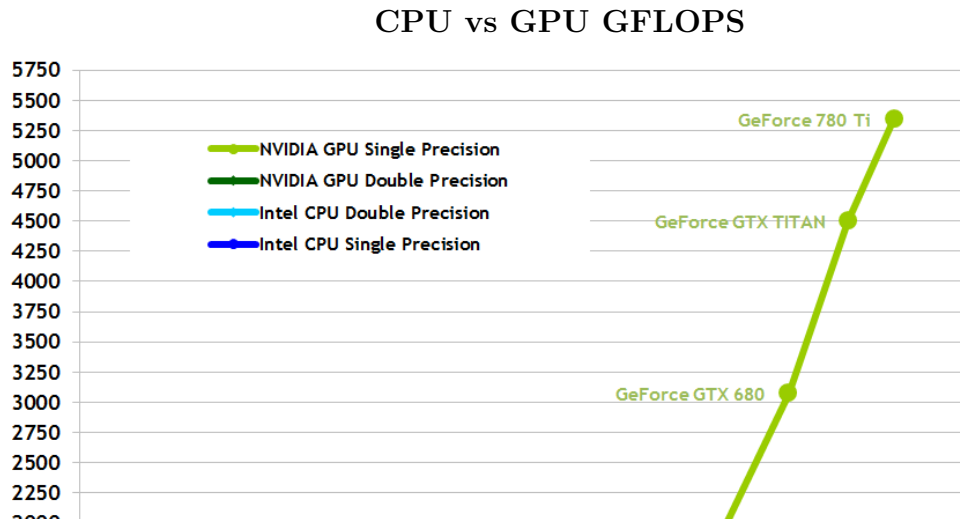 CPU vs GPU GFLOPS
5750
5500
5250
GeForce 780 Ti
NVIDIA GPU Single Precision
5000
NVIDIA GPU Double Precision
4750
Intel CPU Double Precision
4500
GeForce GTX TITAN
Intel CPU Single Precision
4250
4000
3750
3500
3250
3000
GeForce GTX 680
2750
2500
2250